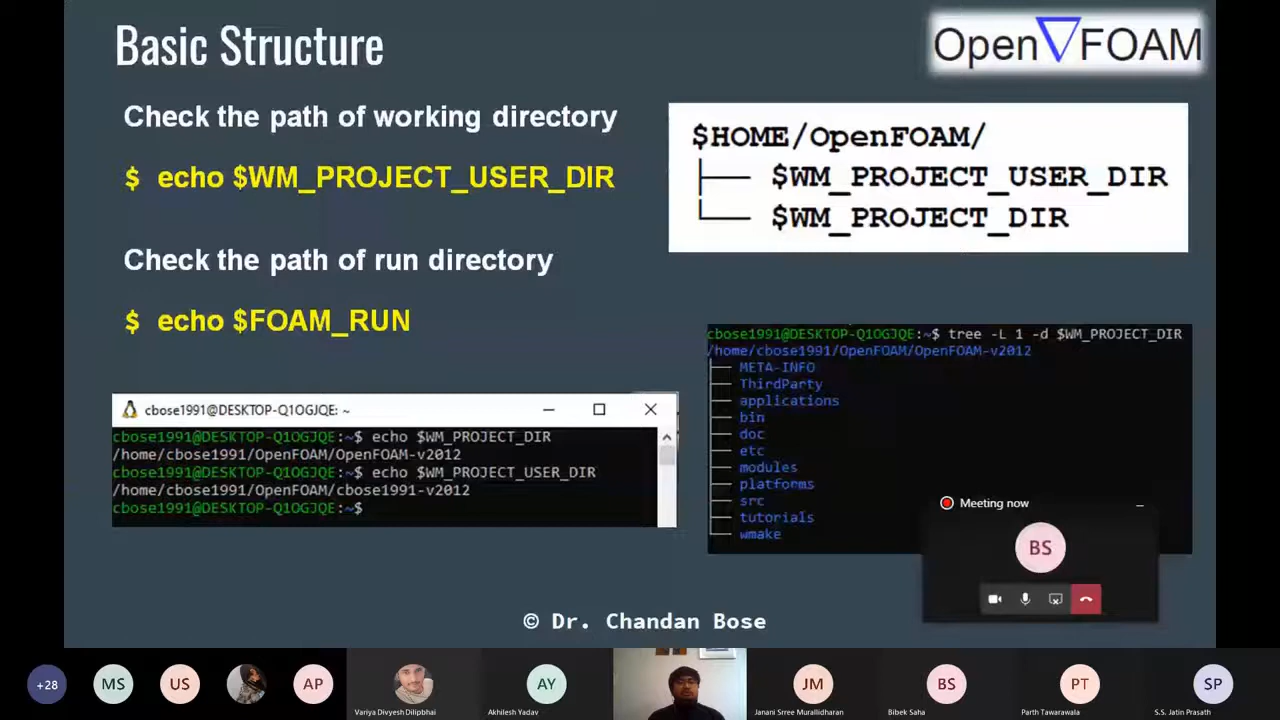 Basic Structure
Open∇FOAM
Check the path of working directory
$ echo $WM_PROJECT_USER_DIR
Check the path of run directory
$ echo $FOAM_RUN
$HOME/OpenFOAM/
├── $WM_PROJECT_USER_DIR
└── $WM_PROJECT_DIR
cbose1991@DESKTOP-Q1OGJQE: ~
cbose1991@DESKTOP-Q1OGJQE:~$ echo $WM_PROJECT_DIR
/home/cbose1991/OpenFOAM/OpenFOAM-v2012
cbose1991@DESKTOP-Q1OGJQE:~$ echo $WM_PROJECT_USER_DIR
/home/cbose1991/OpenFOAM/cbose1991-v2012
cbose1991@DESKTOP-Q1OGJQE:~$
cbose1991@DESKTOP-Q1OGJQE:~$ tree -L 1 -d $WM_PROJECT_DIR
/home/cbose1991/OpenFOAM/OpenFOAM-v2012
├── META-INFO
├── ThirdParty
├── applications
├── bin
├── doc
├── etc
├── modules
├── platforms
├── src
├── tutorials
└── wmake
Meeting now
BS
© Dr. Chandan Bose
+28
MS
US
AP
Variya Divyesh Dilipbhai
AY
Akhilesh Yadav
JM
Janani Srree Murallidharan
BS
Bibek Saha
PT
Parth Tawarawala
SP
S.S. Jatin Prasath